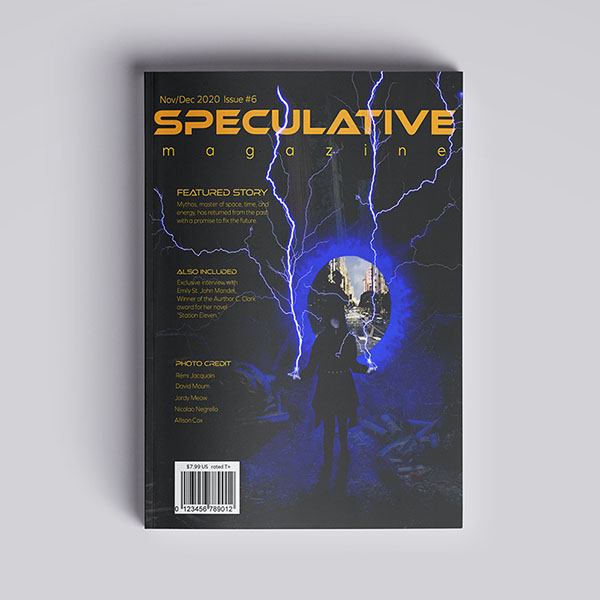 Nov/Dec 2020 Issue #6
SPECULATIVE
magazine
FEATURED STORY
Mythos, master of space, time, and
energy, has returned from the past
with a promise to fix the future.
ALSO INCLUDED
Exclusive interview with
Emily St. John Mandel,
Winner of the Aurthor C. Clark
award for her novel
"Station Eleven."
PHOTO CREDIT
Rémi Jacquain
David Moum
Jordy Meow
Nicolao Negrello
Allison Cox
$7.99 US rated T+
0 123456 789012